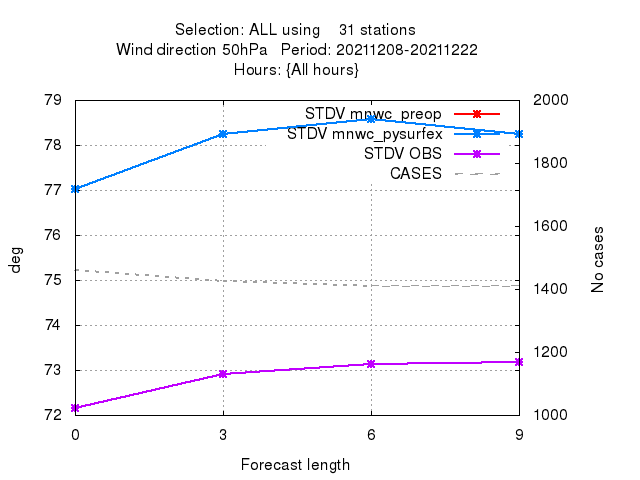 Selection: ALL using    31 stations
Wind direction 50hPa   Period: 20211208-20211222
Hours: {All hours}
79 2000
STDV mnwc_preop
78 STDV mnwc_pysurfex
STDV OBS 1800
CASES
77
1600
76
deg No cases
75
1400
74
1200
73
72 1000
0 3 6 9
Forecast length